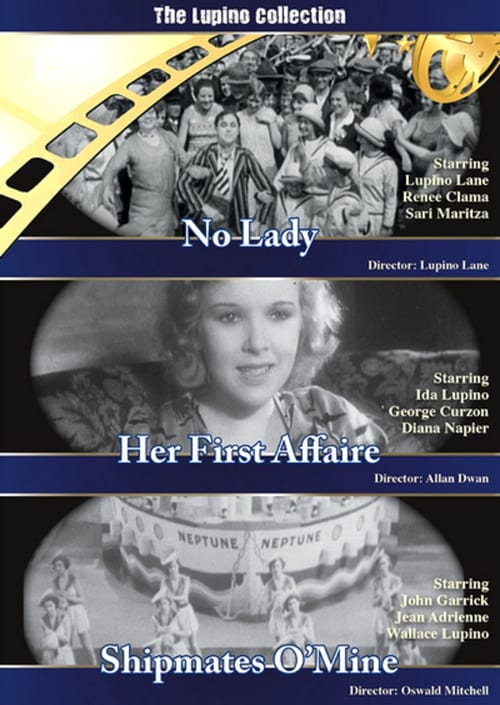 The Lupino Collection
Starring
Lupino Lane
Renee Clama
Sari Maritza
No Lady
Director: Lupino Lane
Starring
Ida Lupino
George Curzon
Diana Napier
Her First Affaire
Director: Allan Dwan
NEPTUNE NEPTUNE
Starring
John Garrick
Jean Adrienne
Wallace Lupino
Shipmates O'Mine
Director: Oswald Mitchell